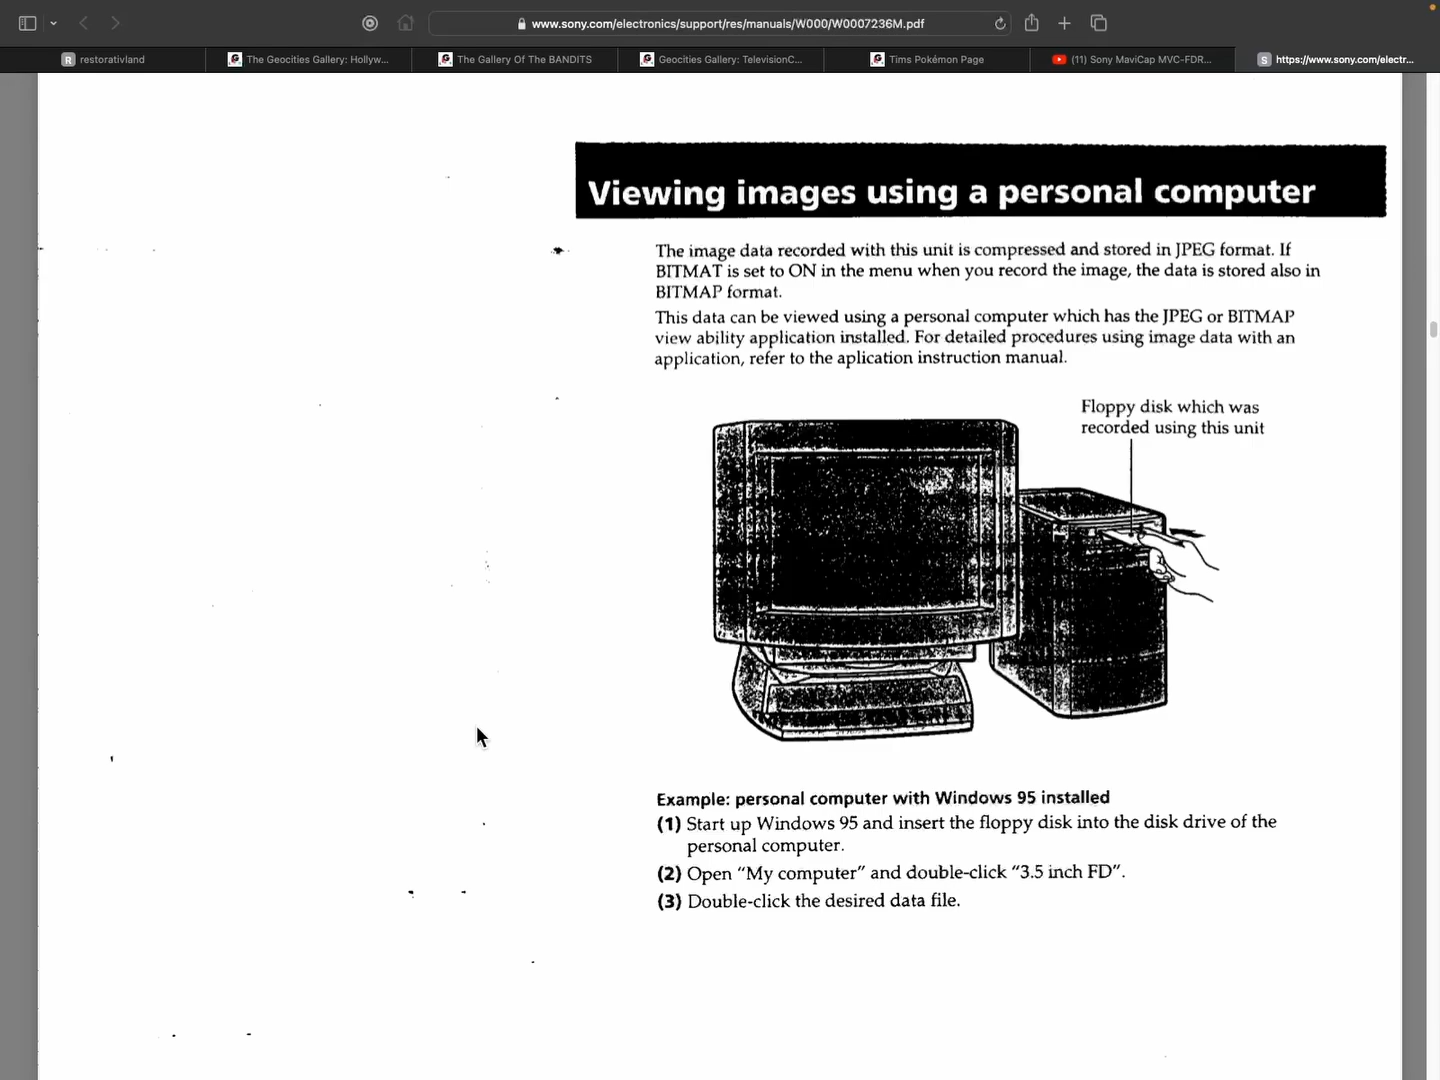 www.sony.com/electronics/support/res/manuals/W000/W0007236M.pdf
R restorativland
The Geocities Gallery: Hollyw...
The Gallery Of The BANDITS
Geocities Gallery: TelevisionC...
Tims Pokémon Page
(11) Sony MaviCap MVC-FDR...
S https://www.sony.com/electr...
Viewing images using a personal computer
The image data recorded with this unit is compressed and stored in JPEG format. If
BITMAT is set to ON in the menu when you record the image, the data is stored also in
BITMAP format.
This data can be viewed using a personal computer which has the JPEG or BITMAP
view ability application installed. For detailed procedures using image data with an
application, refer to the aplication instruction manual.
Floppy disk which was
recorded using this unit
Example: personal computer with Windows 95 installed
(1) Start up Windows 95 and insert the floppy disk into the disk drive of the
personal computer.
(2) Open “My computer” and double-click “3.5 inch FD”.
(3) Double-click the desired data file.